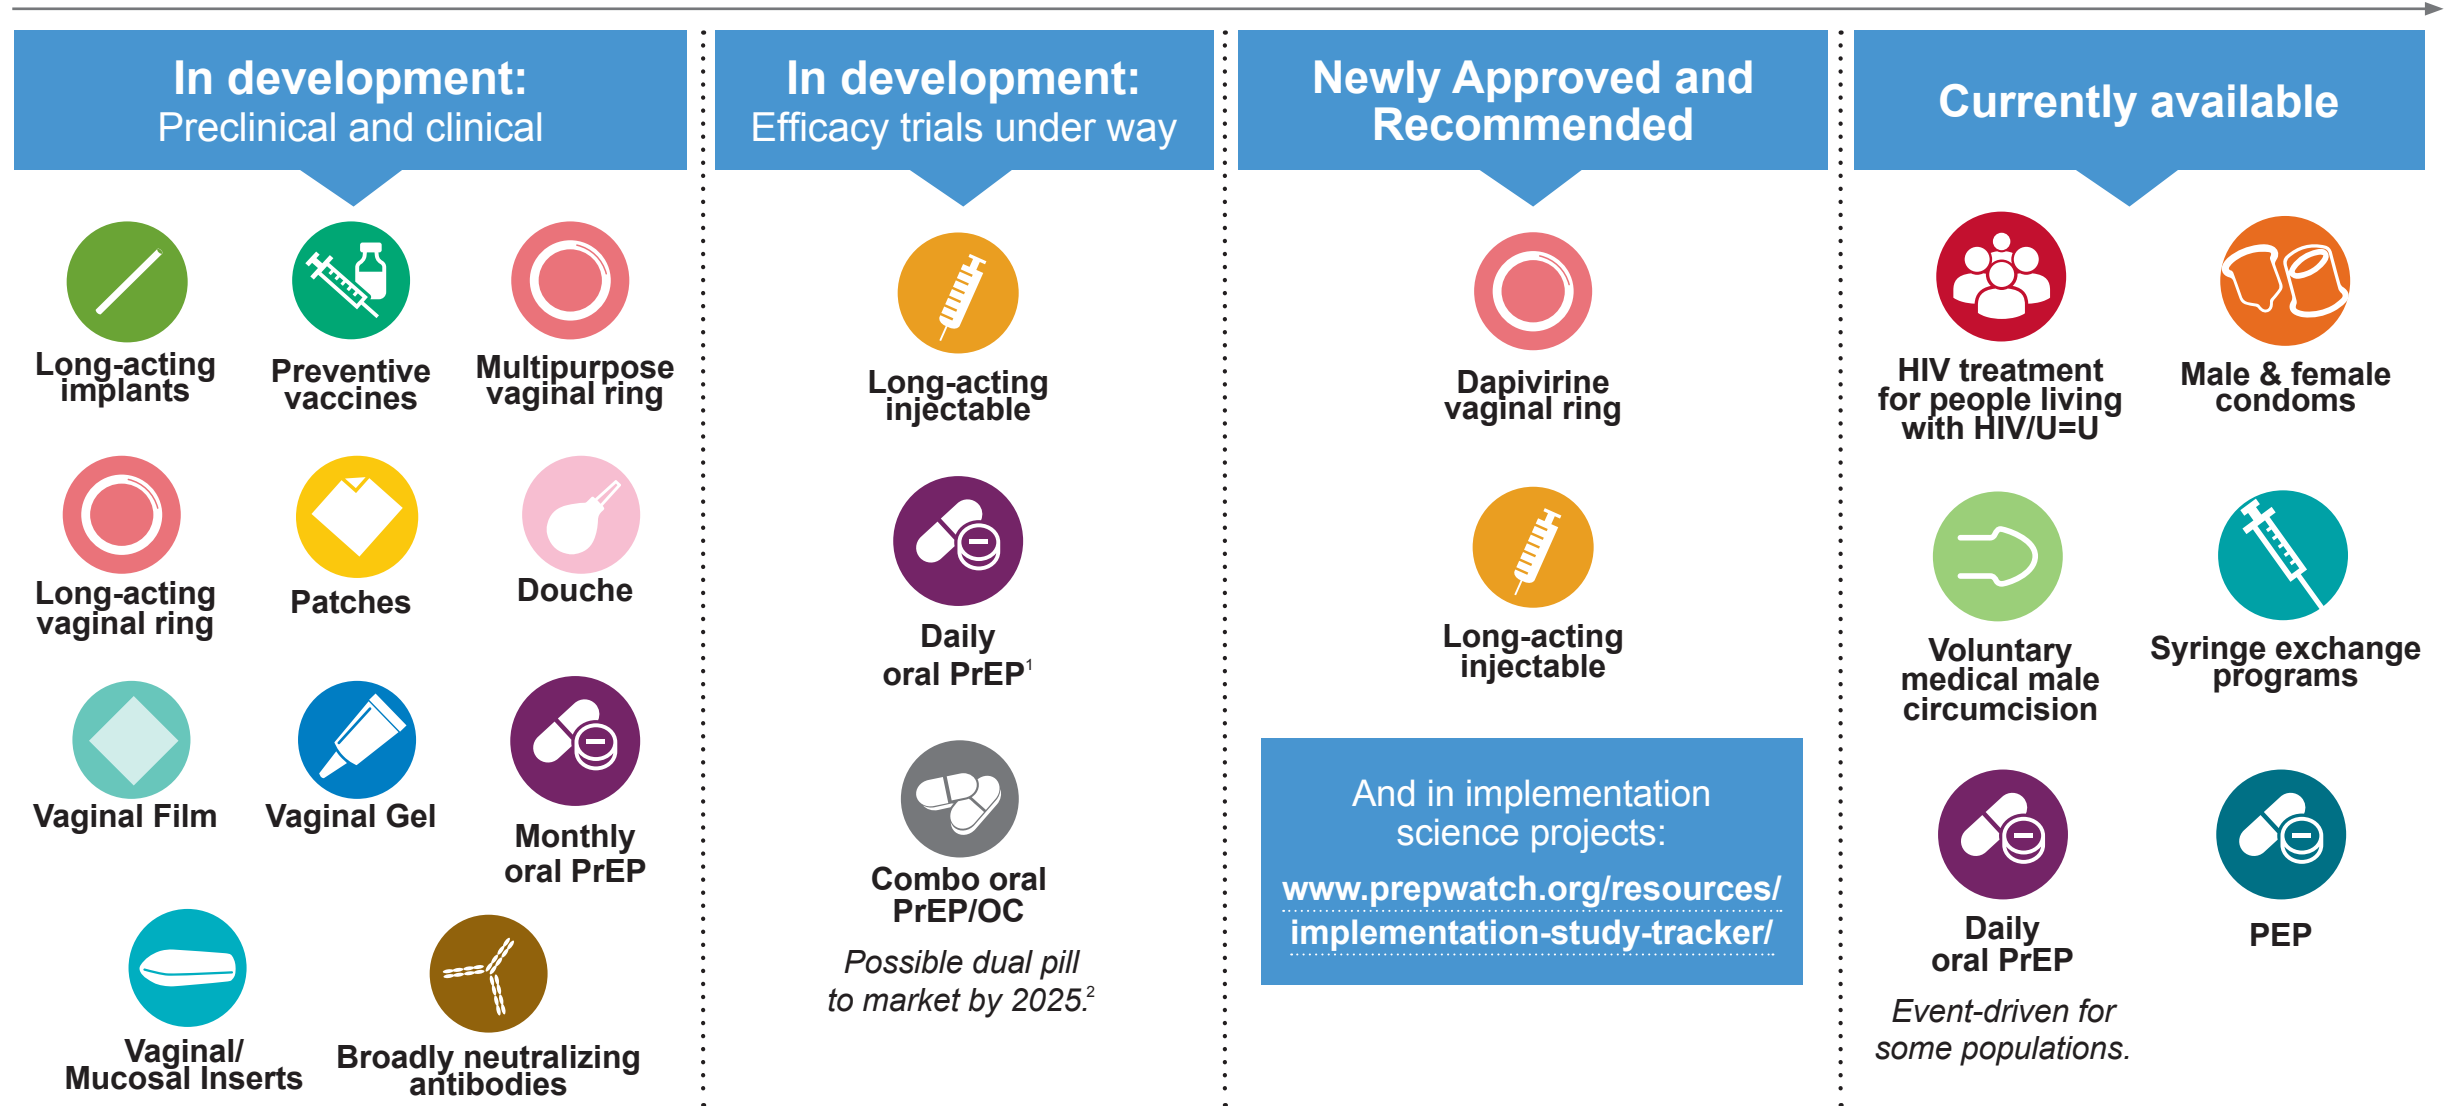 In development:
Preclinical and clinical
Long-acting
implants
Preventive
vaccines
Multipurpose
vaginal ring
Long-acting
vaginal ring
Patches
Douche
Vaginal Film
Vaginal Gel
Monthly
oral PrEP
Vaginal/
Mucosal Inserts
Broadly neutralizing
antibodies
In development:
Efficacy trials under way
Long-acting
injectable
Daily
oral PrEP¹
Combo oral
PrEP/OC
Possible dual pill
to market by 2025.²
Newly Approved and
Recommended
Dapivirine
vaginal ring
Long-acting
injectable
And in implementation
science projects:
www.prepwatch.org/resources/
implementation-study-tracker/
Currently available
HIV treatment
for people living
with HIV/U=U
Male & female
condoms
Voluntary
medical male
circumcision
Syringe exchange
programs
Daily
oral PrEP
Event-driven for
some populations.
PEP